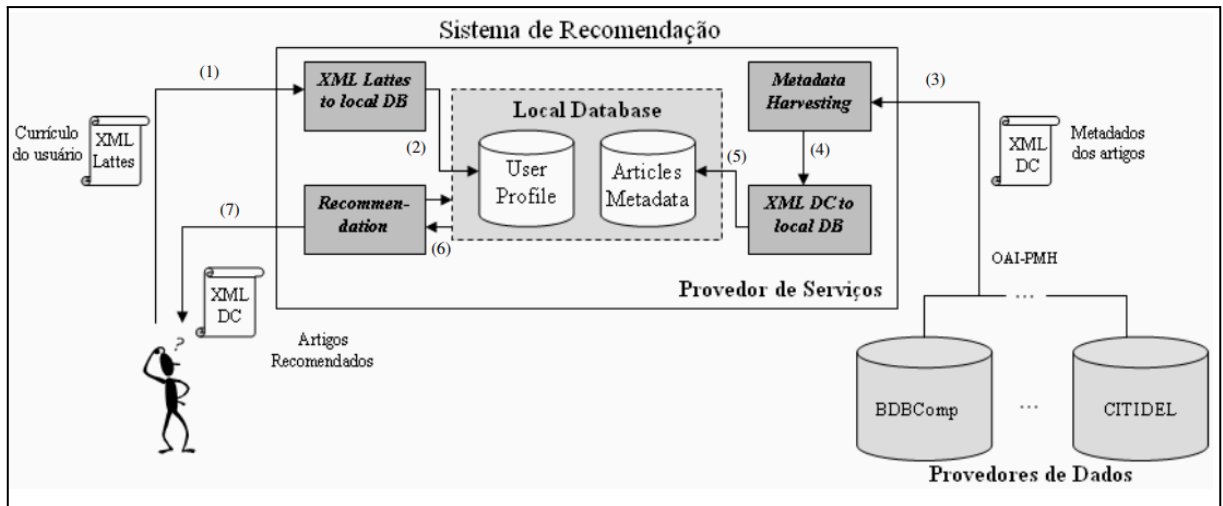 Sistema de Recomendação
(1)
XML Lattes
to local DB
Metadata
Harvesting
(3)
Local Database
Currículo
do usuário
XML
Lattes
(2)
User
Profile
Articles
Metadata
(5)
(4)
XML
DC
Metadados
dos artigos
(7)
Recommen-
dation
(6)
XML DC to
local DB
OAI-PMH
Provedor de Serviços
...
XML
DC
?
Artigos
Recomendados
BDBComp
...
CITIDEL
Provedores de Dados